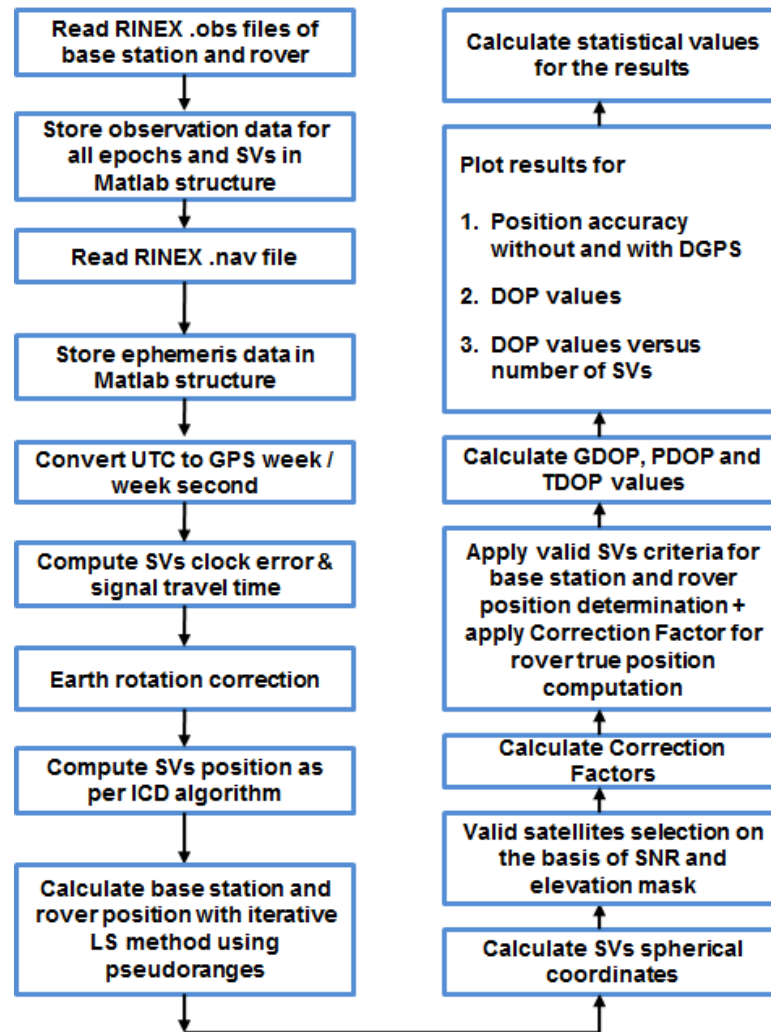 Read RINEX .obs files of
base station and rover
Store observation data for
all epochs and SVs in
Matlab structure
Read RINEX .nav file
Store ephemeris data in
Matlab structure
Convert UTC to GPS week /
week second
Compute SVs clock error &
signal travel time
Earth rotation correction
Compute SVs position as
per ICD algorithm
Calculate base station and
rover position with iterative
LS method using
pseudoranges
Calculate SVs spherical
coordinates
Valid satellites selection on
the basis of SNR and
elevation mask
Calculate Correction
Factors
Apply valid SVs criteria for
base station and rover
position determination +
apply Correction Factor for
rover true position
computation
Calculate GDOP, PDOP and
TDOP values
Plot results for
1. Position accuracy
without and with DGPS
2. DOP values
3. DOP values versus
number of SVs
Calculate statistical values
for the results